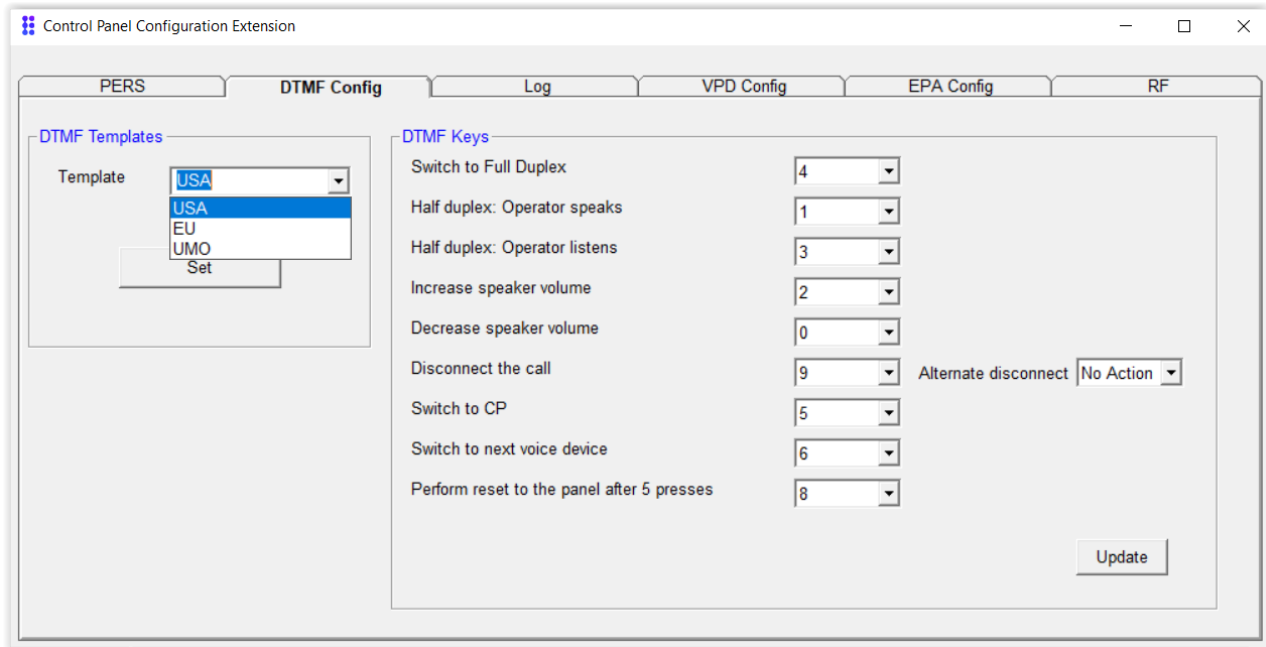 Control Panel Configuration Extension
PERS DTMF Config Log VPD Config EPA Config RF
DTMF Templates
Template USA
USA
EU
UMO
Set
DTMF Keys
Switch to Full Duplex 4
Half duplex: Operator speaks 1
Half duplex: Operator listens 3
Increase speaker volume 2
Decrease speaker volume 0
Disconnect the call 9 Alternate disconnect No Action
Switch to CP 5
Switch to next voice device 6
Perform reset to the panel after 5 presses 8
Update